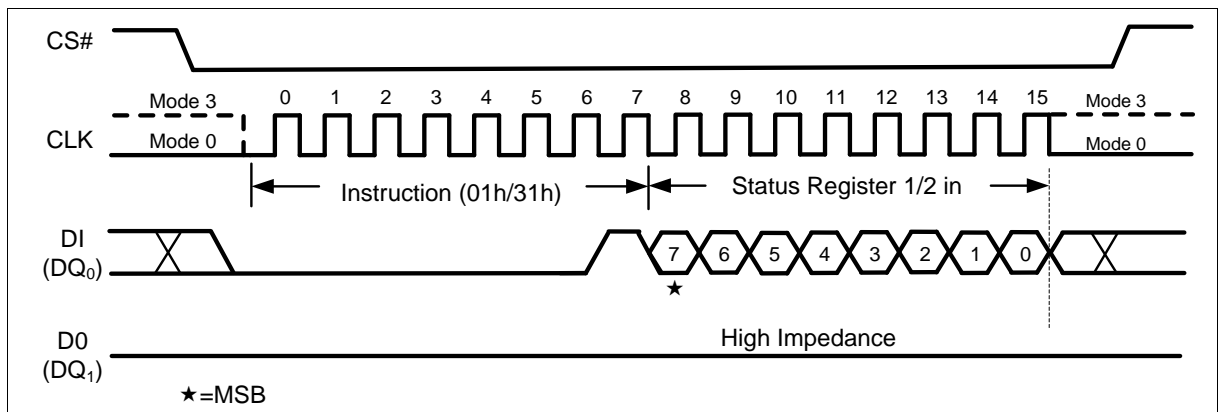 CS#
Mode 3
0 1 2 3 4 5 6 7 8 9 10 11 12 13 14 15
Mode 3
CLK
Mode 0
Mode 0
Instruction (01h/31h)
Status Register 1/2 in
DI
(DQ0)
7 6 5 4 3 2 1 0
★
High Impedance
D0
(DQ1)
★=MSB